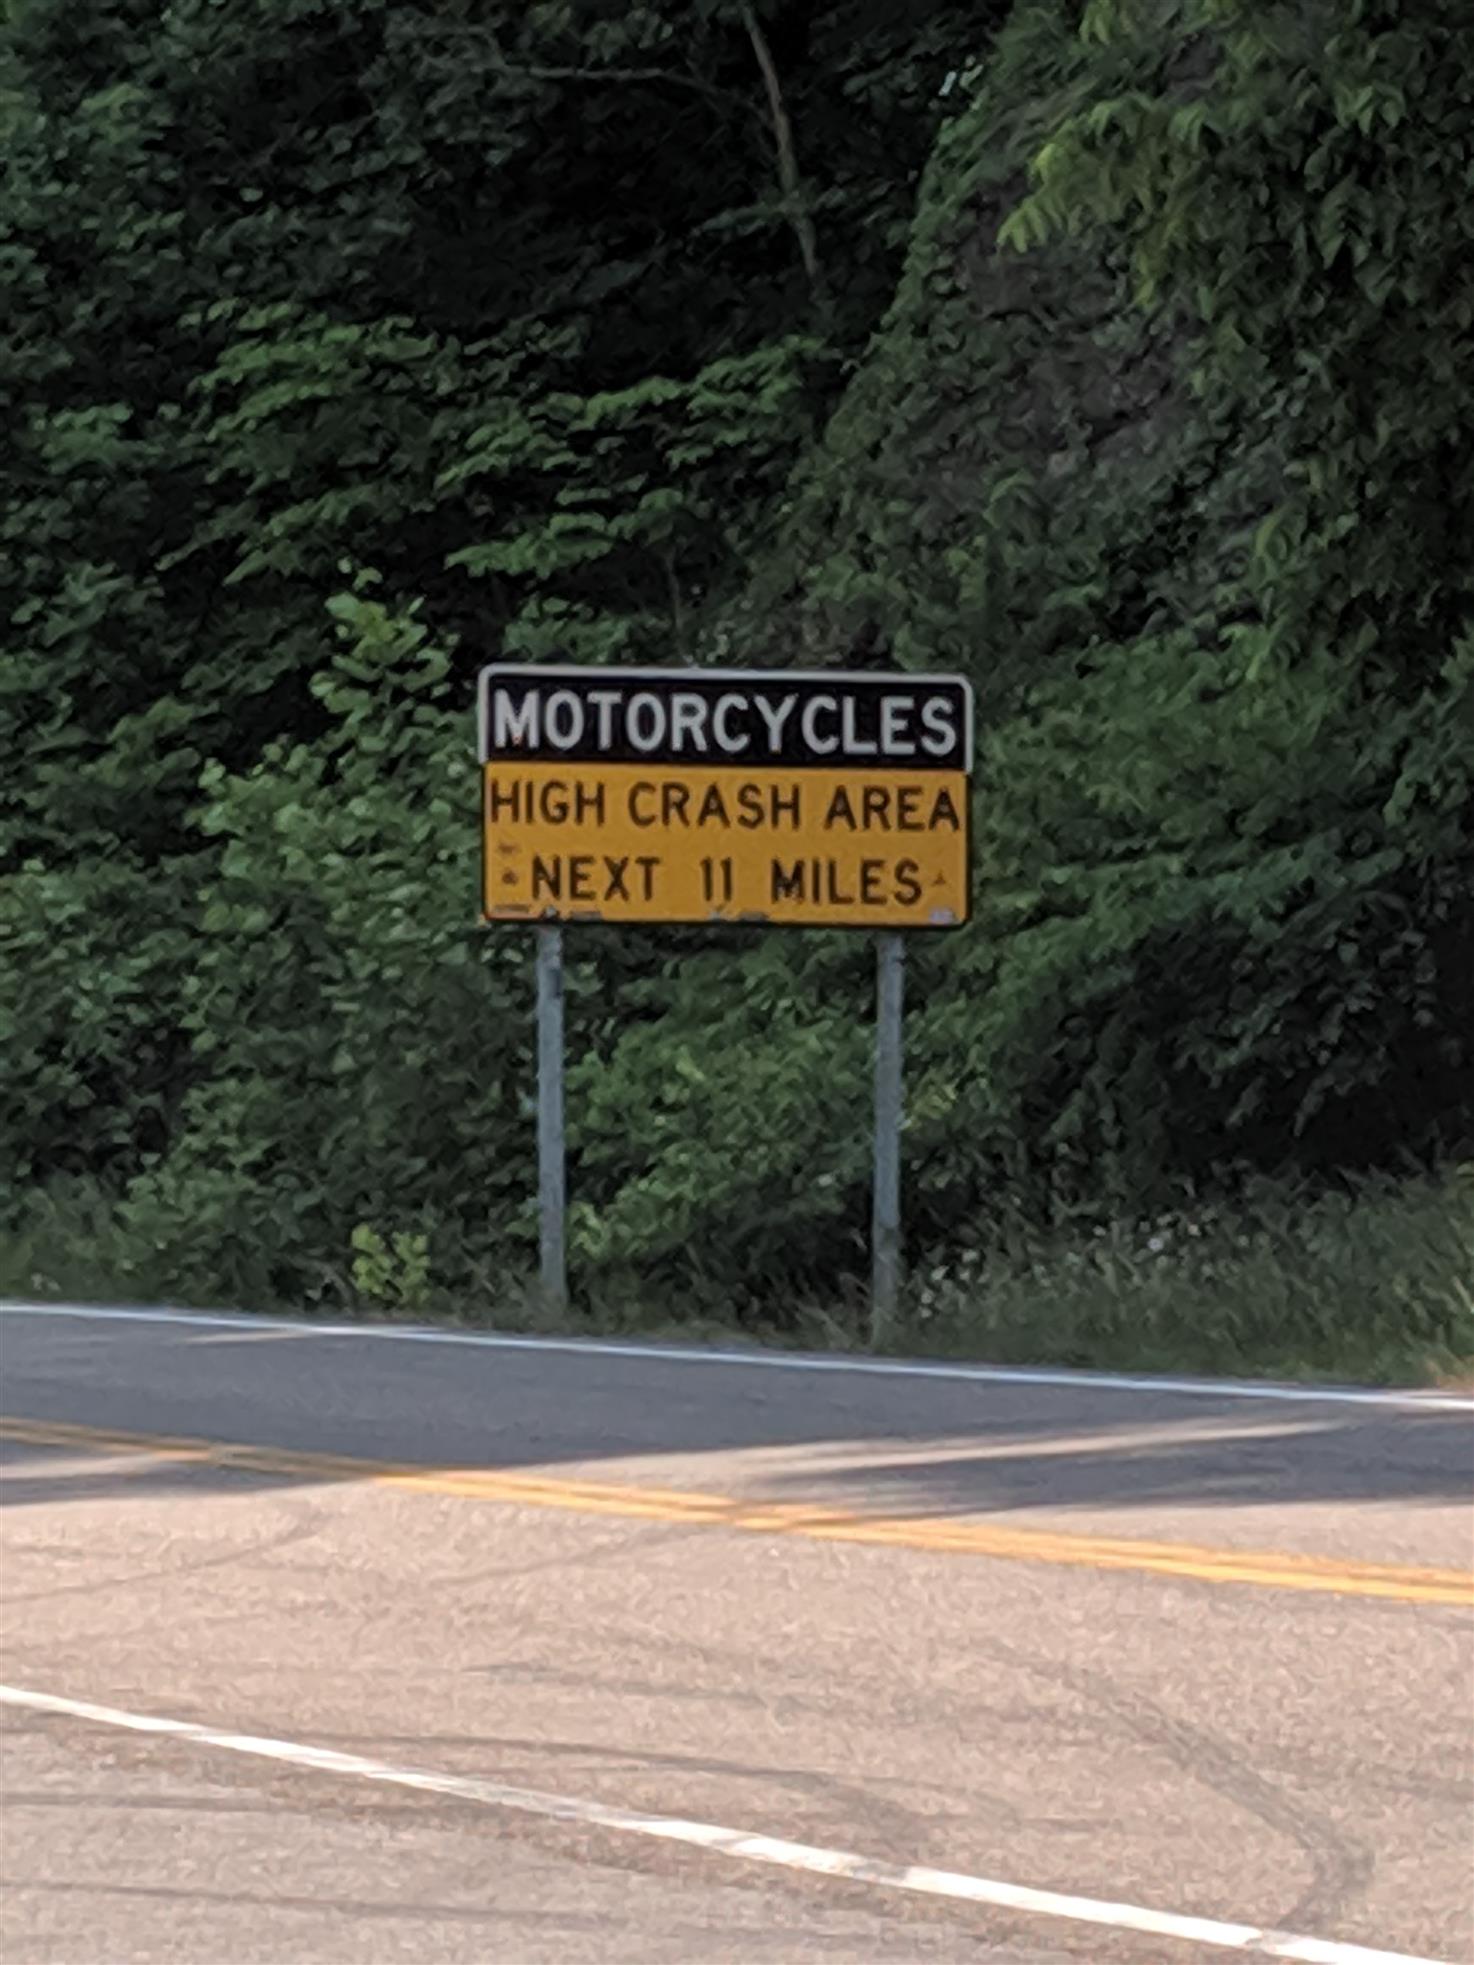 MOTORCYCLES
HIGH CRASH AREA
NEXT 11 MILES